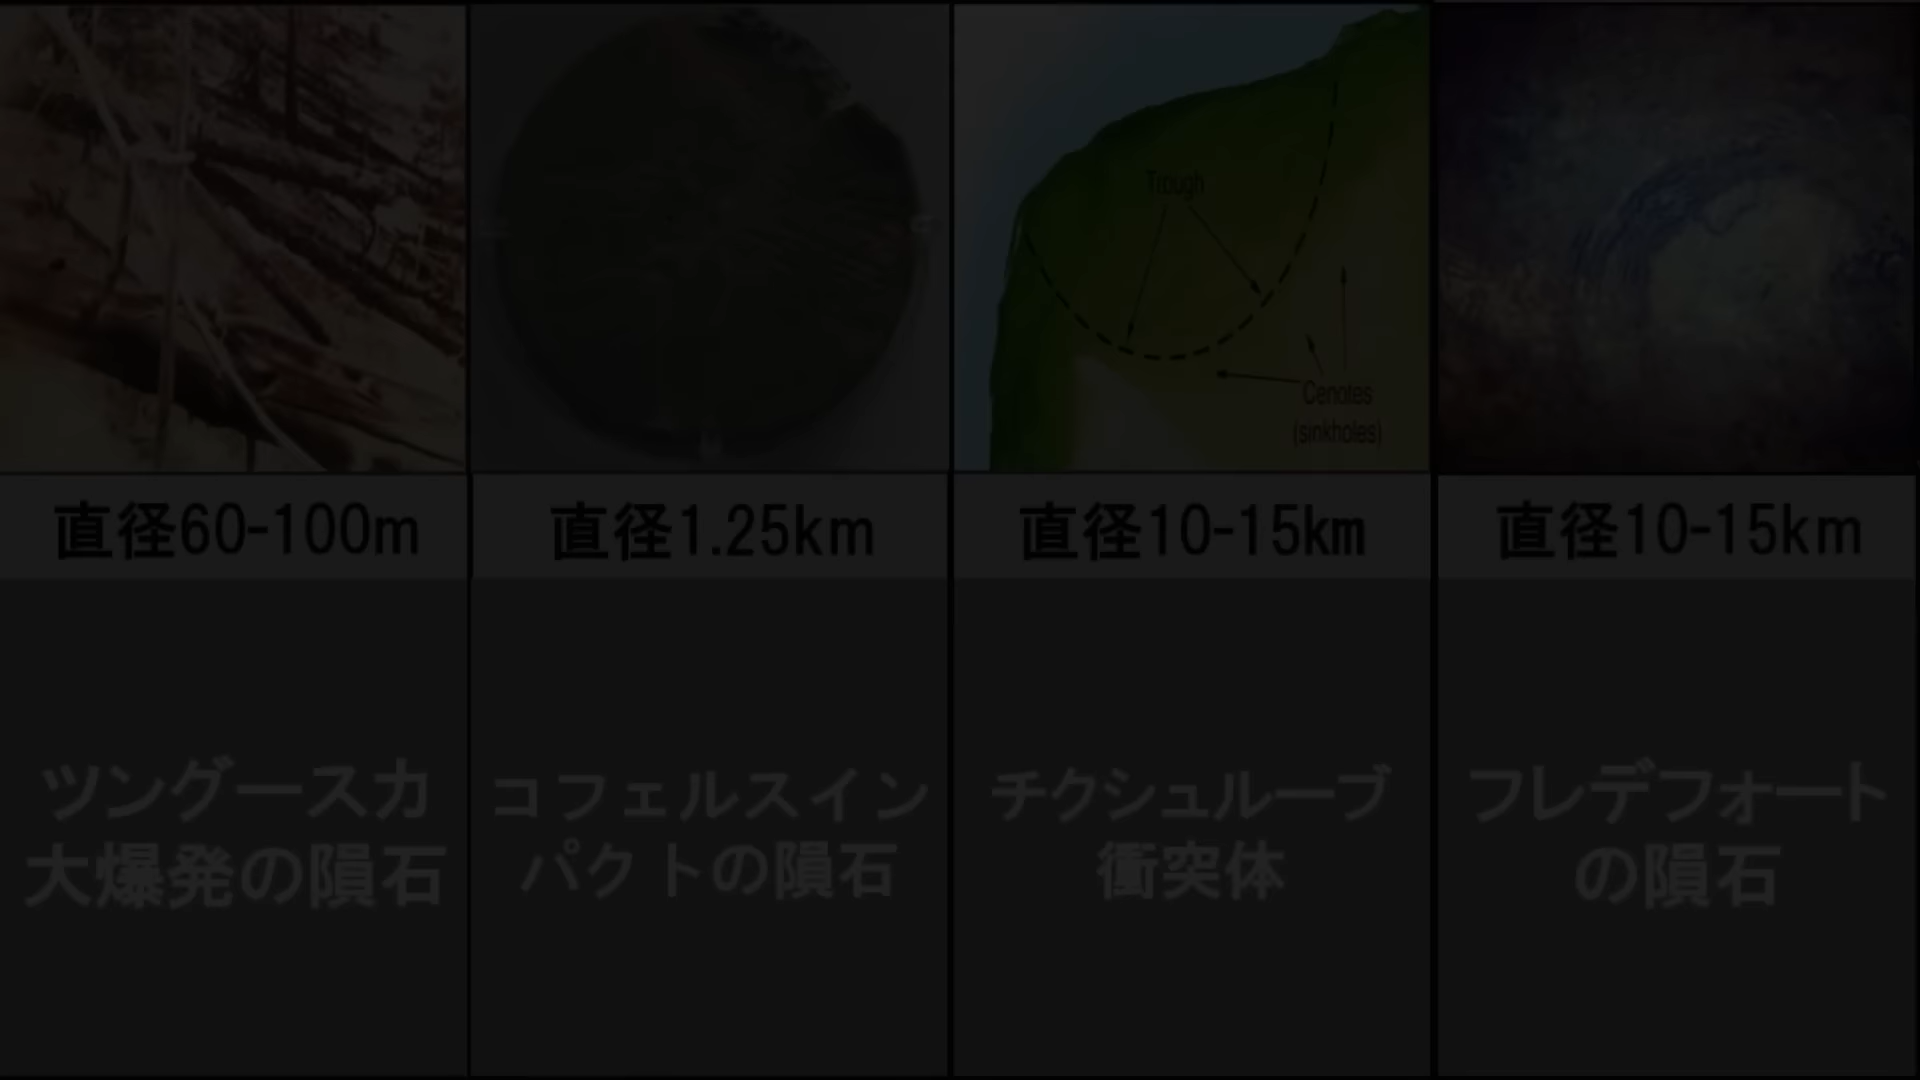 Trough
Cenotes
(sinkholes)
直径60-100m
直径1.25km
直径10-15km
直径10-15km
ツングースカ
大爆発の隕石
コフェルスイン
パクトの隕石
チクシュルーブ
衝突体
フレデフォート
の隕石